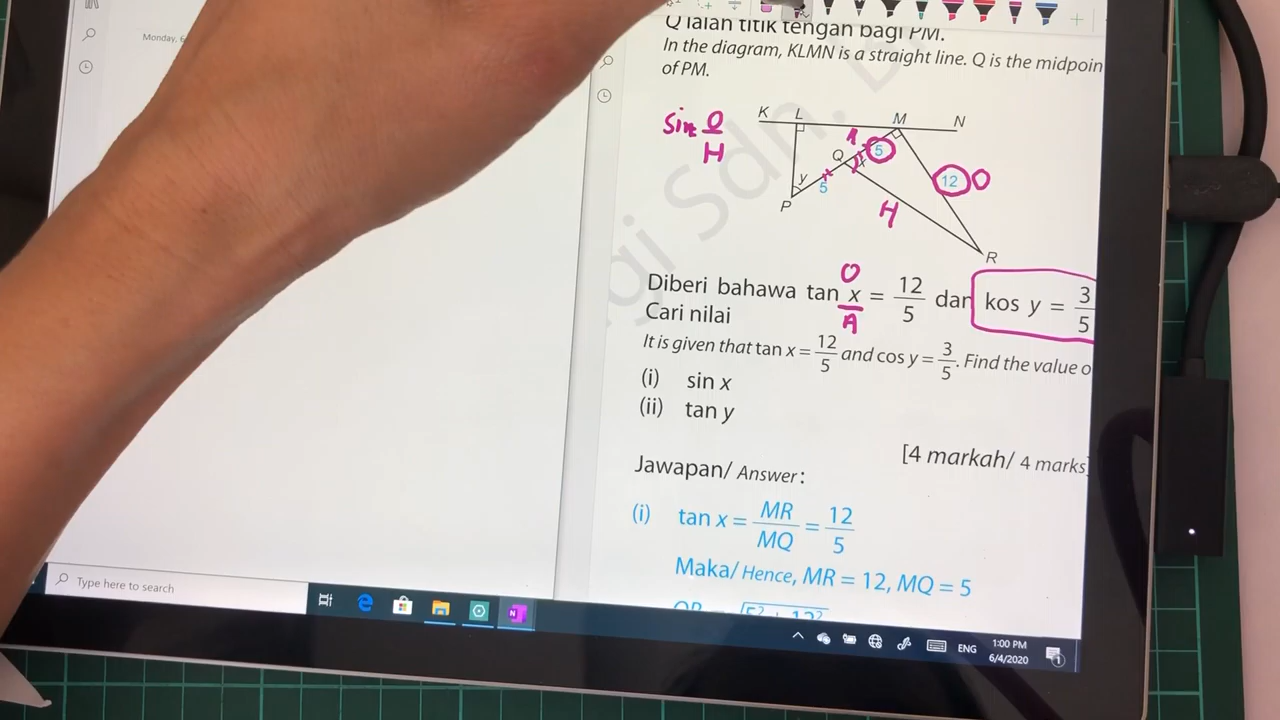 Monday, 6
Q ialah titik tengah bagi PM.
In the diagram, KLMN is a straight line. Q is the midpoin
of PM.
Sin O
H
K L M N
A
Q 5
x
y
5
12 O
P
H
R
O
Diberi bahawa tan x = 12/5 dan kos y = 3/5
A
Cari nilai
It is given that tan x = 12/5 and cos y = 3/5. Find the value o
(i) sin x
(ii) tan y
[4 markah/ 4 marks]
Jawapan/ Answer:
(i) tan x = MR/MQ = 12/5
Maka/ Hence, MR = 12, MQ = 5
Type here to search
ENG
1:00 PM
6/4/2020
1